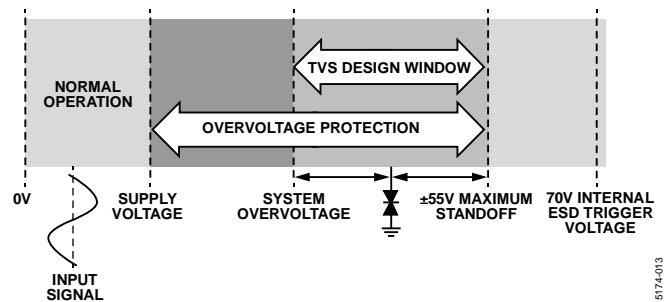 TVS DESIGN WINDOW
NORMAL
OPERATION
OVERVOLTAGE PROTECTION
0V
SUPPLY
VOLTAGE
SYSTEM
OVERVOLTAGE
±55V MAXIMUM
STANDOFF
70V INTERNAL
ESD TRIGGER
VOLTAGE
INPUT
SIGNAL
5174-013